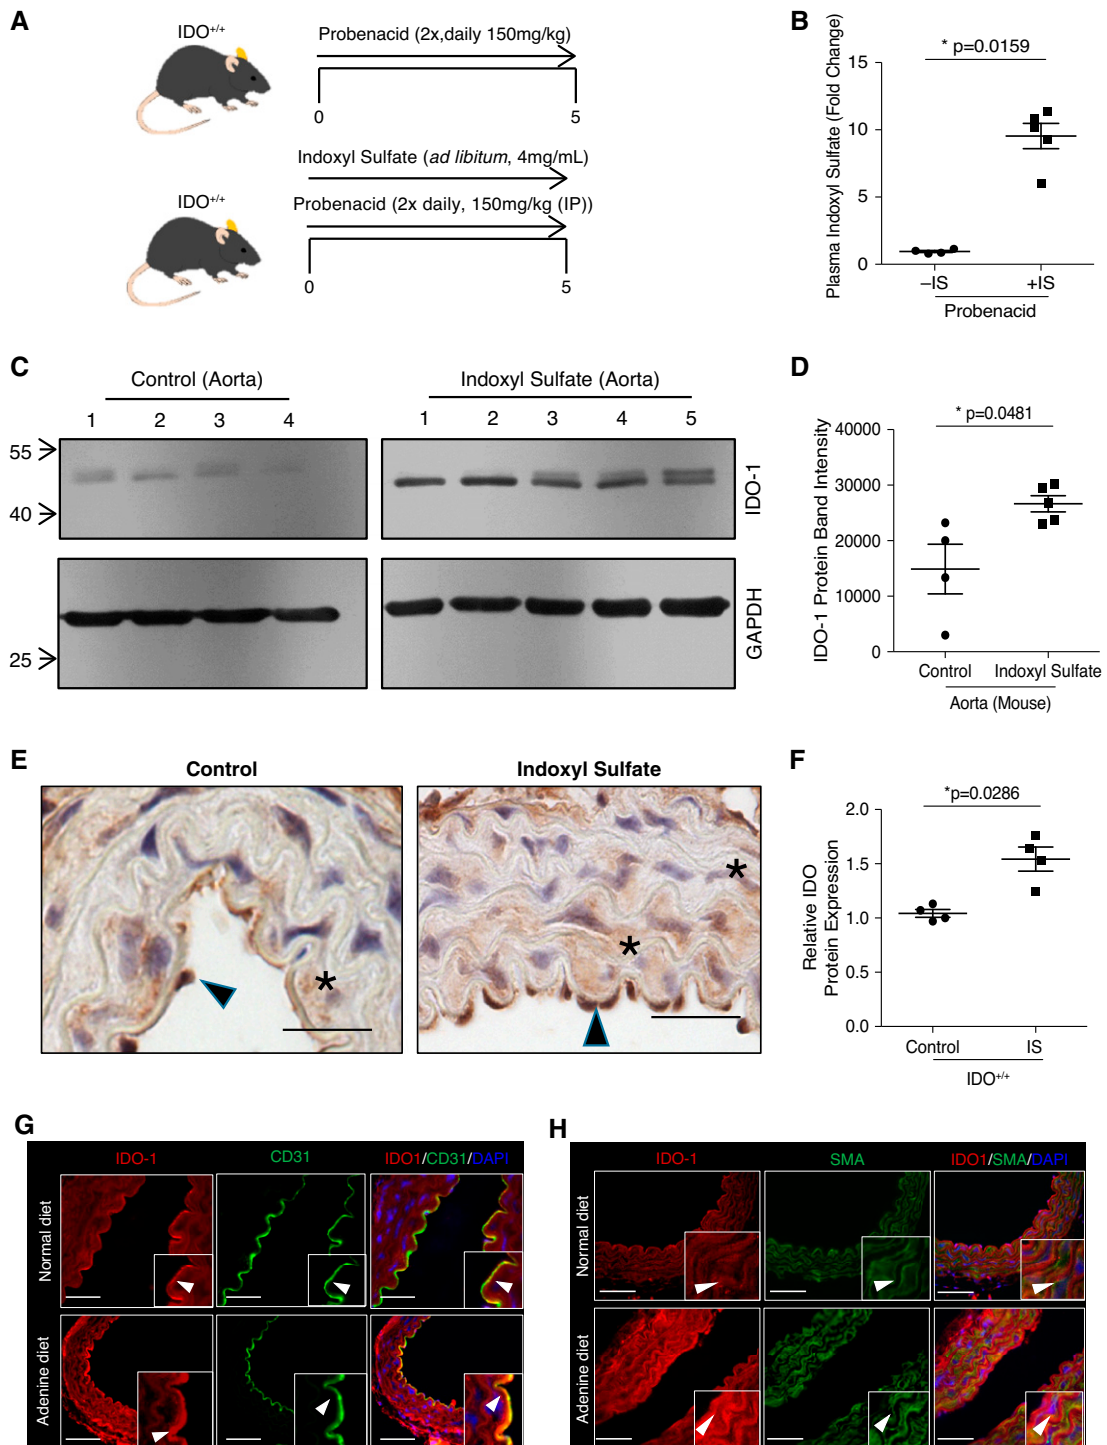 A
IDO+/+
Probenacid (2x,daily 150mg/kg)
0
5
Indoxyl Sulfate (ad libitum, 4mg/mL)
IDO+/+
Probenacid (2x daily, 150mg/kg (IP))
0
5
B
* p=0.0159
Plasma Indoxyl Sulfate (Fold Change)
15
10
5
0
–IS
+IS
Probenacid
C
Control (Aorta)
Indoxyl Sulfate (Aorta)
1 2 3 4
1 2 3 4 5
55
40
IDO-1
25
GAPDH
D
* p=0.0481
IDO-1 Protein Band Intensity
40000
30000
20000
10000
0
Control
Indoxyl Sulfate
Aorta (Mouse)
E
Control
Indoxyl Sulfate
*
*
*
F
*p=0.0286
Relative IDO
Protein Expression
2.0
1.5
1.0
0.5
0.0
Control
IS
IDO+/+
G
IDO-1
CD31
IDO1/CD31/DAPI
Normal diet
Adenine diet
H
IDO-1
SMA
IDO1/SMA/DAPI
Normal diet
Adenine diet